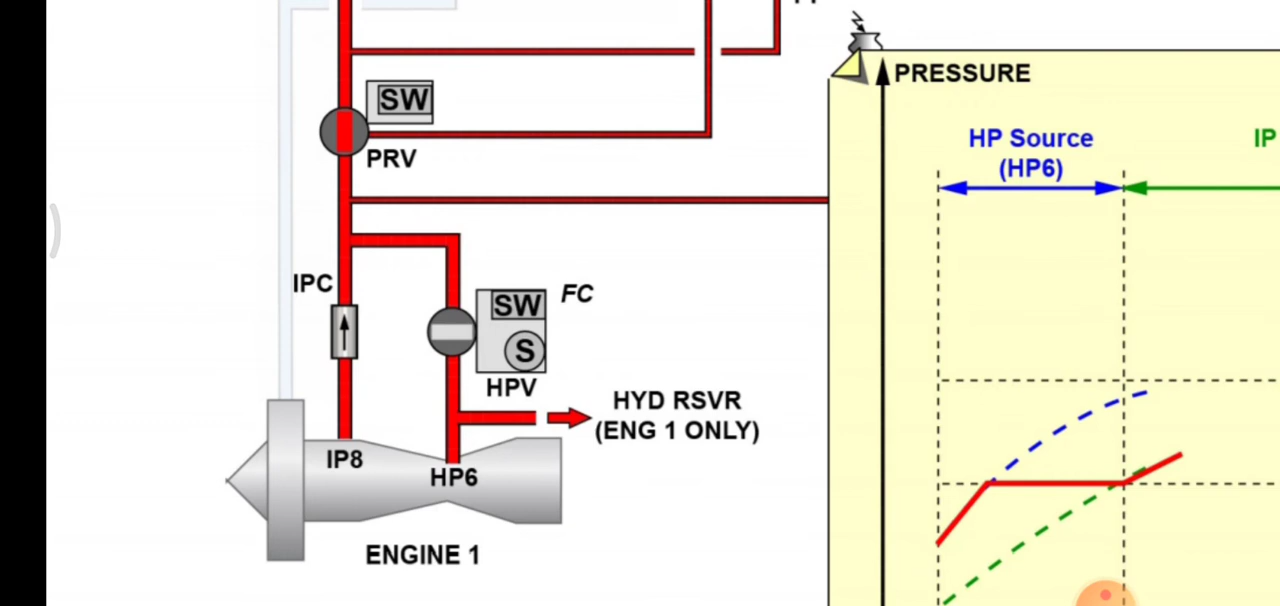 SW
PRV
IPC
SW
FC
S
HPV
HYD RSVR
(ENG 1 ONLY)
IP8
HP6
ENGINE 1
PRESSURE
HP Source
(HP6)
IP